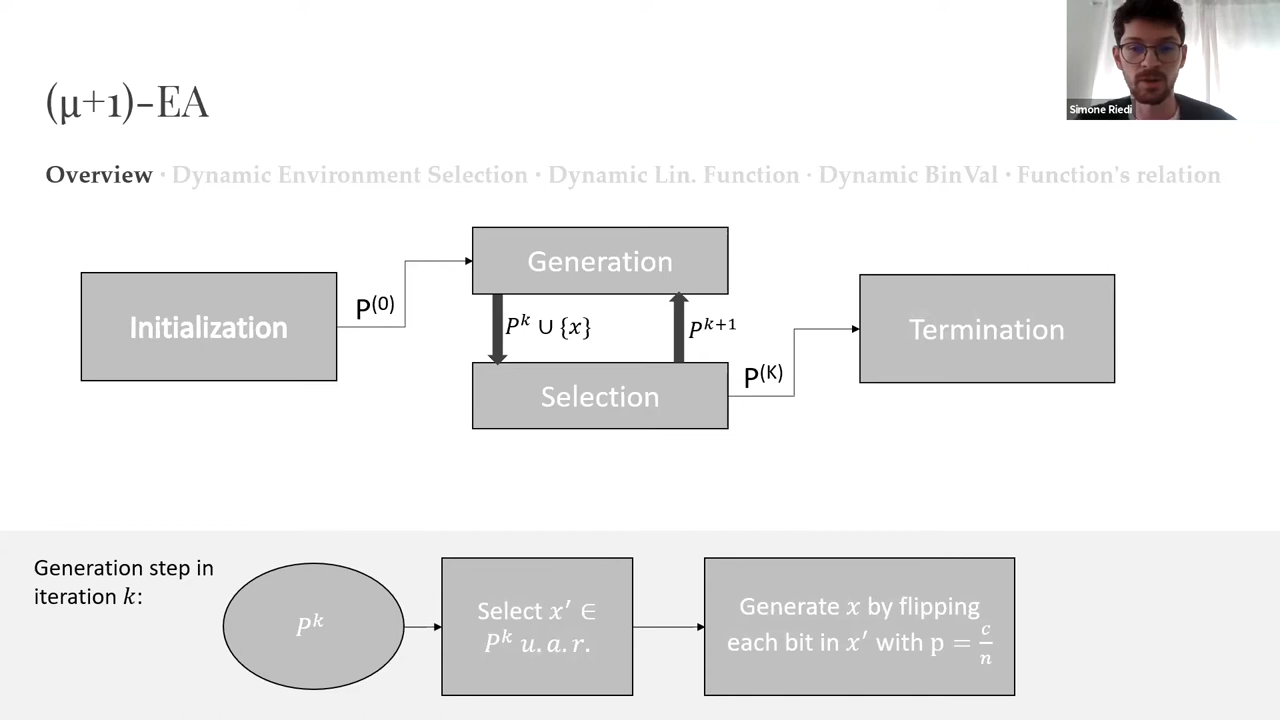 Simone Riedi
(μ+1)-EA
Overview · Dynamic Environment Selection · Dynamic Lin. Function · Dynamic BinVal · Function's relation
Initialization
P⁽⁰⁾
Generation
Pᵏ ∪ {x}
Pᵏ⁺¹
Selection
P⁽ᴷ⁾
Termination
Generation step in
iteration k:
Pᵏ
Select x′ ∈
Pᵏ u.a.r.
Generate x by flipping
each bit in x′ with p = c/n